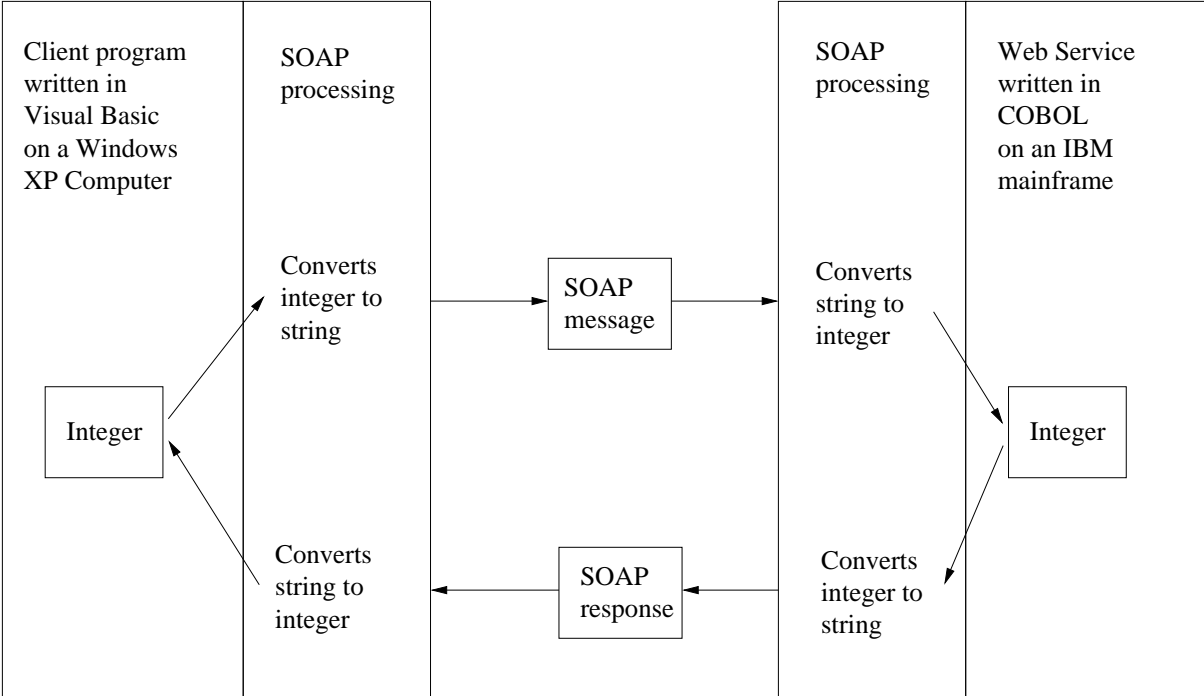 Client program
written in
Visual Basic
on a Windows
XP Computer
SOAP
processing
SOAP
processing
Web Service
written in
COBOL
on an IBM
mainframe
Converts
integer to
string
SOAP
message
Converts
string to
integer
Integer
Integer
Converts
string to
integer
SOAP
response
Converts
integer to
string